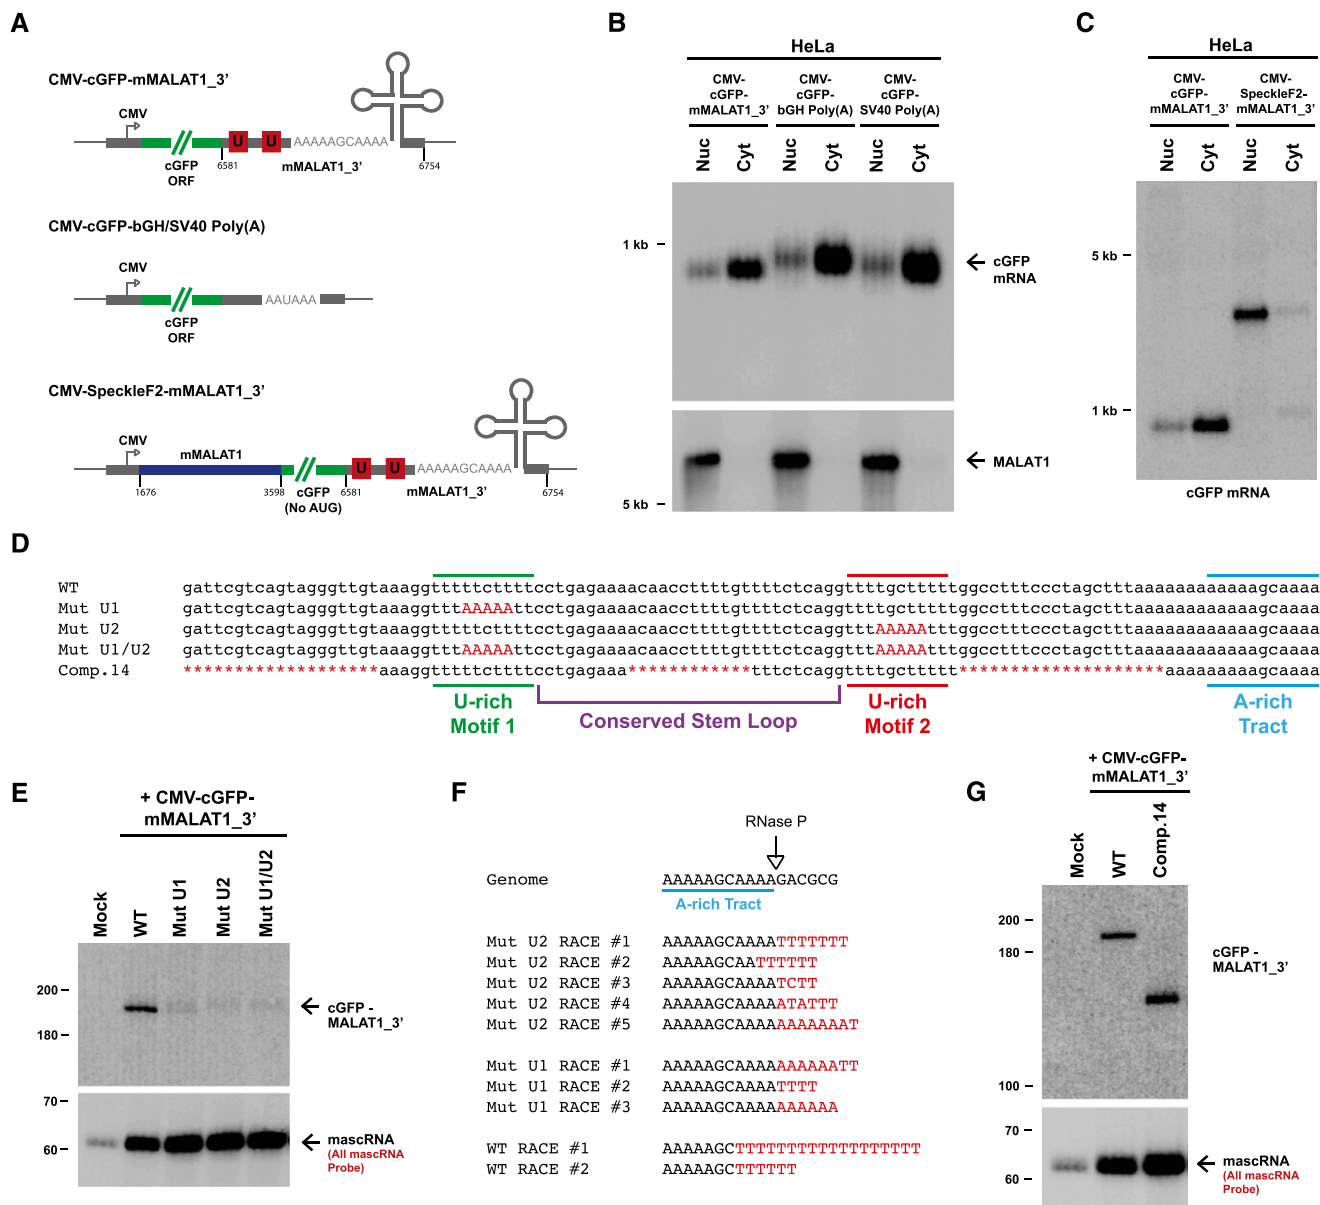 A
CMV-cGFP-mMALAT1_3’
CMV
U U
AAAAAGCAAAA
cGFP
ORF
6581
mMALAT1_3’
6754
CMV-cGFP-bGH/SV40 Poly(A)
CMV
AAUAAA
cGFP
ORF
CMV-SpeckleF2-mMALAT1_3’
CMV
mMALAT1
U U
AAAAAGCAAAA
1676
3598
cGFP
(No AUG)
6581
mMALAT1_3’
6754
B
HeLa
CMV-
cGFP-
mMALAT1_3’
CMV-
cGFP-
bGH Poly(A)
CMV-
cGFP-
SV40 Poly(A)
Nuc Cyt Nuc Cyt Nuc Cyt
1 kb
cGFP
mRNA
MALAT1
5 kb
C
HeLa
CMV-
cGFP-
mMALAT1_3’
CMV-
SpeckleF2-
mMALAT1_3’
Nuc Cyt Nuc Cyt
5 kb
1 kb
cGFP mRNA
D
WT gattcgtcagtagggttgtaaaggtttttcttttcctgagaaaacaaccttttgttttctcaggttttgctttttggcctttccctagctttaaaaaaaaaaaagcaaaa
Mut U1 gattcgtcagtagggttgtaaaggtttAAAAAttcctgagaaaacaaccttttgttttctcaggttttgctttttggcctttccctagctttaaaaaaaaaaaagcaaaa
Mut U2 gattcgtcagtagggttgtaaaggtttttcttttcctgagaaaacaaccttttgttttctcaggtttAAAAAtttggcctttccctagctttaaaaaaaaaaaagcaaaa
Mut U1/U2 gattcgtcagtagggttgtaaaggtttAAAAAttcctgagaaaacaaccttttgttttctcaggtttAAAAAtttggcctttccctagctttaaaaaaaaaaaagcaaaa
Comp.14 *******************aaaggtttttcttttcctgagaaa************tttctcaggttttgcttttt********************aaaaaaaaagcaaaa
U-rich
Motif 1
Conserved Stem Loop
U-rich
Motif 2
A-rich
Tract
E
+ CMV-cGFP-
mMALAT1_3’
Mock WT Mut U1 Mut U2 Mut U1/U2
200
180
cGFP -
MALAT1_3’
70
60
mascRNA
(All mascRNA
Probe)
F
RNase P
Genome AAAAAGCAAAAGACGCG
A-rich Tract
Mut U2 RACE #1 AAAAAGCAAAATTTTTTT
Mut U2 RACE #2 AAAAAGCAATTTTTT
Mut U2 RACE #3 AAAAAGCAAAATCTT
Mut U2 RACE #4 AAAAAGCAAAAATATTT
Mut U2 RACE #5 AAAAAGCAAAAAAAAAAAT
Mut U1 RACE #1 AAAAAGCAAAAAAAAAATT
Mut U1 RACE #2 AAAAAGCAAAATTTT
Mut U1 RACE #3 AAAAAGCAAAAAAAAAA
WT RACE #1 AAAAAGCTTTTTTTTTTTTTTTTTT
WT RACE #2 AAAAAGCTTTTTT
G
+ CMV-cGFP-
mMALAT1_3’
Mock WT Comp.14
200
180
cGFP -
MALAT1_3’
100
70
60
mascRNA
(All mascRNA
Probe)